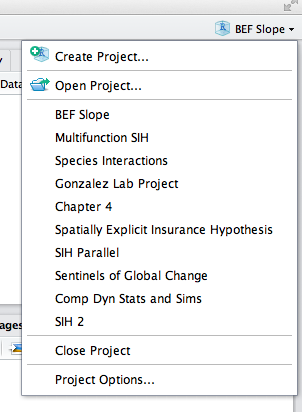 BEF Slope
Create Project...
Data
Open Project...
BEF Slope
Multifunction SIH
Species Interactions
Gonzalez Lab Project
Chapter 4
Spatially Explicit Insurance Hypothesis
SIH Parallel
Sentinels of Global Change
Comp Dyn Stats and Sims
SIH 2
ages
Close Project
Project Options...